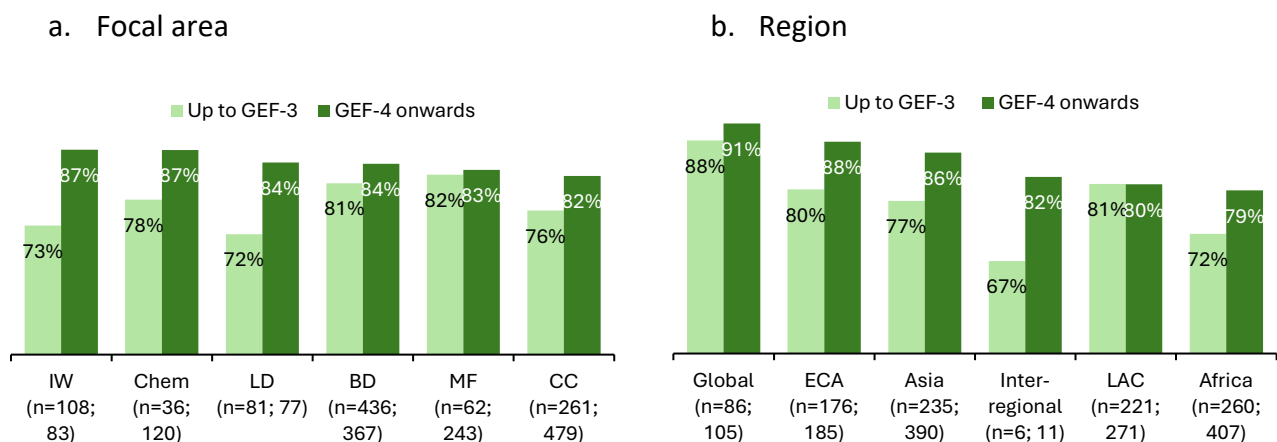 a. Focal area
Up to GEF-3 GEF-4 onwards
73% 87% 78% 87% 72% 84% 81% 84% 82% 83% 76% 82%
IW Chem LD BD MF CC
(n=108; (n=36; (n=81; 77) (n=436; (n=62; (n=261;
83) 120) 367) 243) 479)
b. Region
Up to GEF-3 GEF-4 onwards
88% 91% 80% 88% 77% 86% 67% 82% 81% 80% 72% 79%
Global ECA Asia Inter- LAC Africa
(n=86; (n=176; (n=235; regional (n=221; (n=260;
105) 185) 390) (n=6; 11) 271) 407)